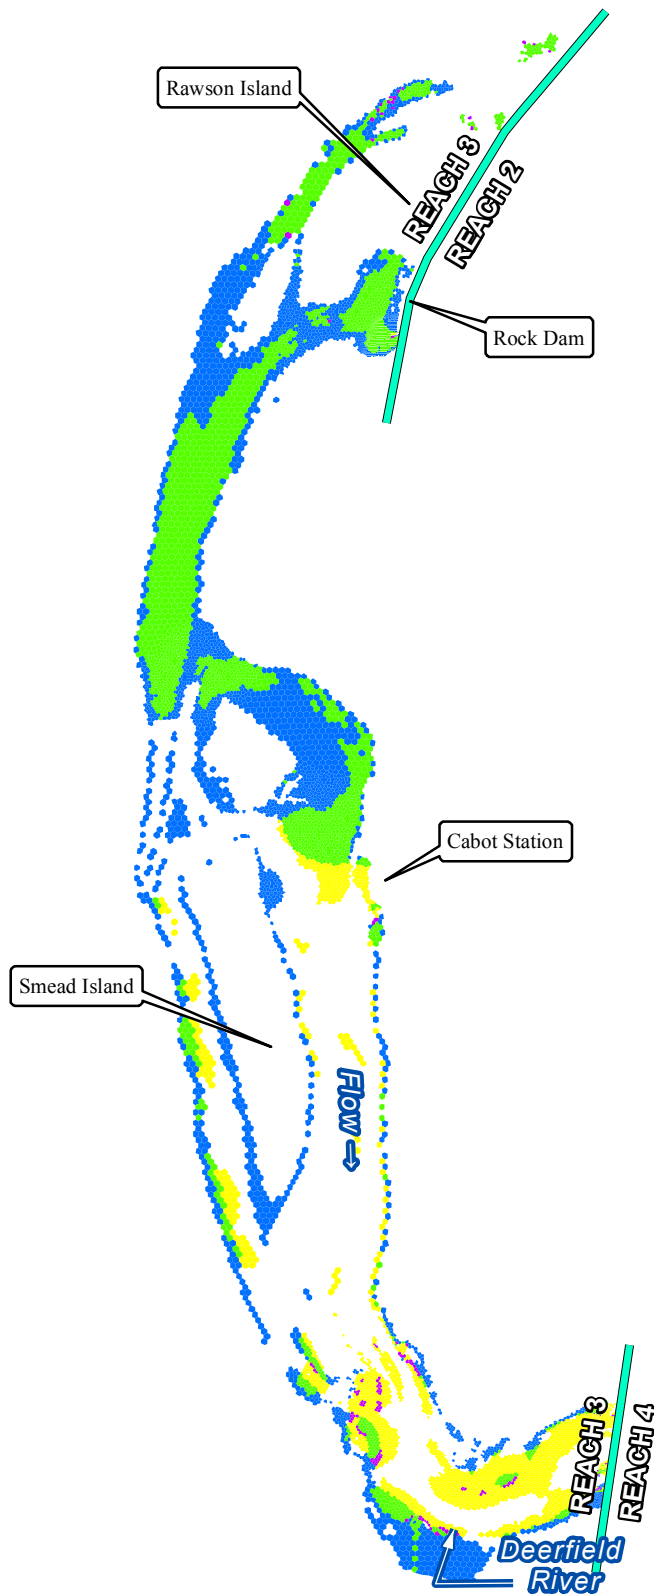 Rawson Island
REACH 3
REACH 2
Rock Dam
Cabot Station
Smead Island
Flow →
REACH 3
REACH 4
Deerfield
River